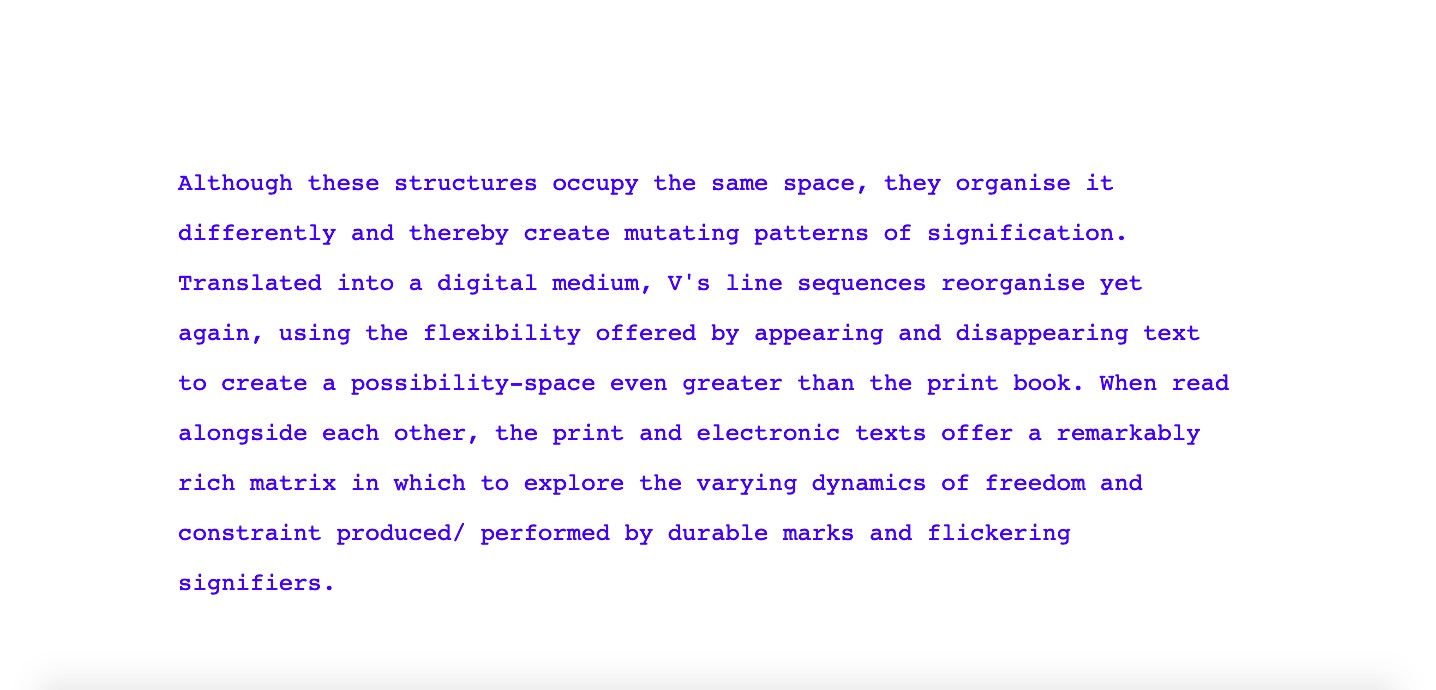 Although these structures occupy the same space, they organise it
differently and thereby create mutating patterns of signification.
Translated into a digital medium, V's line sequences reorganise yet
again, using the flexibility offered by appearing and disappearing text
to create a possibility-space even greater than the print book. When read
alongside each other, the print and electronic texts offer a remarkably
rich matrix in which to explore the varying dynamics of freedom and
constraint produced/ performed by durable marks and flickering
signifiers.